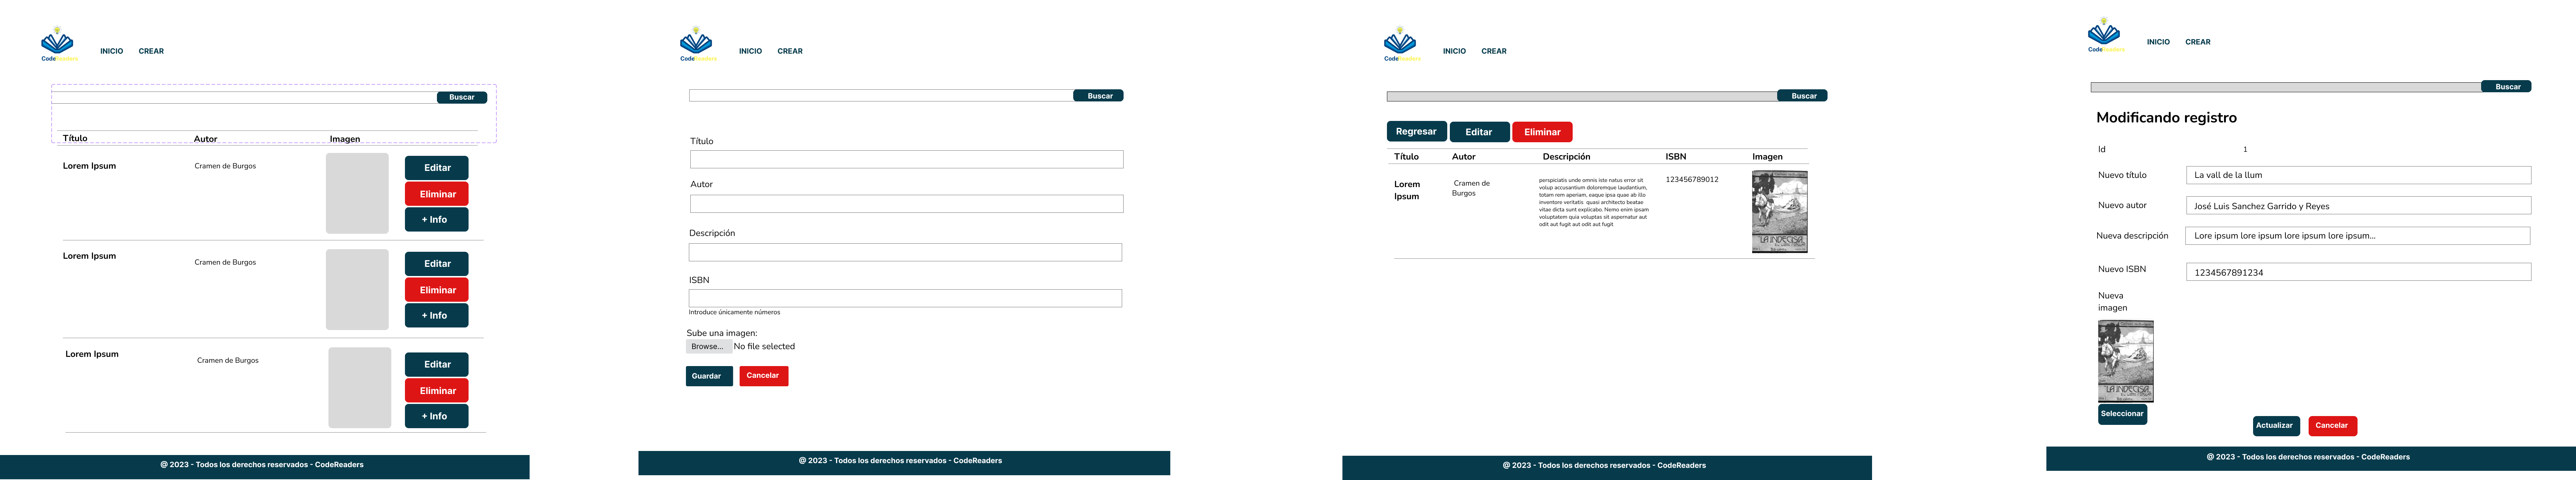 CodeReaders
INICIO CREAR
Buscar
Título Autor Imagen
Lorem Ipsum Cramen de Burgos
Editar
Eliminar
+ Info
Lorem Ipsum Cramen de Burgos
Editar
Eliminar
+ Info
Lorem Ipsum Cramen de Burgos
Editar
Eliminar
+ Info
@ 2023 - Todos los derechos reservados - CodeReaders
CodeReaders
INICIO CREAR
Buscar
Título
Autor
Descripción
ISBN
Introduce únicamente números
Sube una imagen:
Browse... No file selected
Guardar Cancelar
@ 2023 - Todos los derechos reservados - CodeReaders
CodeReaders
INICIO CREAR
Buscar
Regresar Editar Eliminar
Título Autor Descripción ISBN Imagen
Lorem
Ipsum
Cramen de
Burgos
perspiciatis unde omnis iste natus error sit
volup accusantium doloremque laudantium,
totam rem aperiam, eaque ipsa quae ab illo
inventore veritatis quasi architecto beatae
vitae dicta sunt explicabo. Nemo enim ipsam
voluptatem quia voluptas sit aspernatur aut
odit aut fugit aut odit aut fugit
123456789012
LA INDECISA
@ 2023 - Todos los derechos reservados - CodeReaders
CodeReaders
INICIO CREAR
Buscar
Modificando registro
Id 1
Nuevo título La vall de la llum
Nuevo autor José Luis Sanchez Garrido y Reyes
Nueva descripción Lore ipsum lore ipsum lore ipsum lore ipsum...
Nuevo ISBN 1234567891234
Nueva
imagen
LA INDECISA
Seleccionar
Actualizar Cancelar
@ 2023 - Todos los derechos reservados - CodeReaders